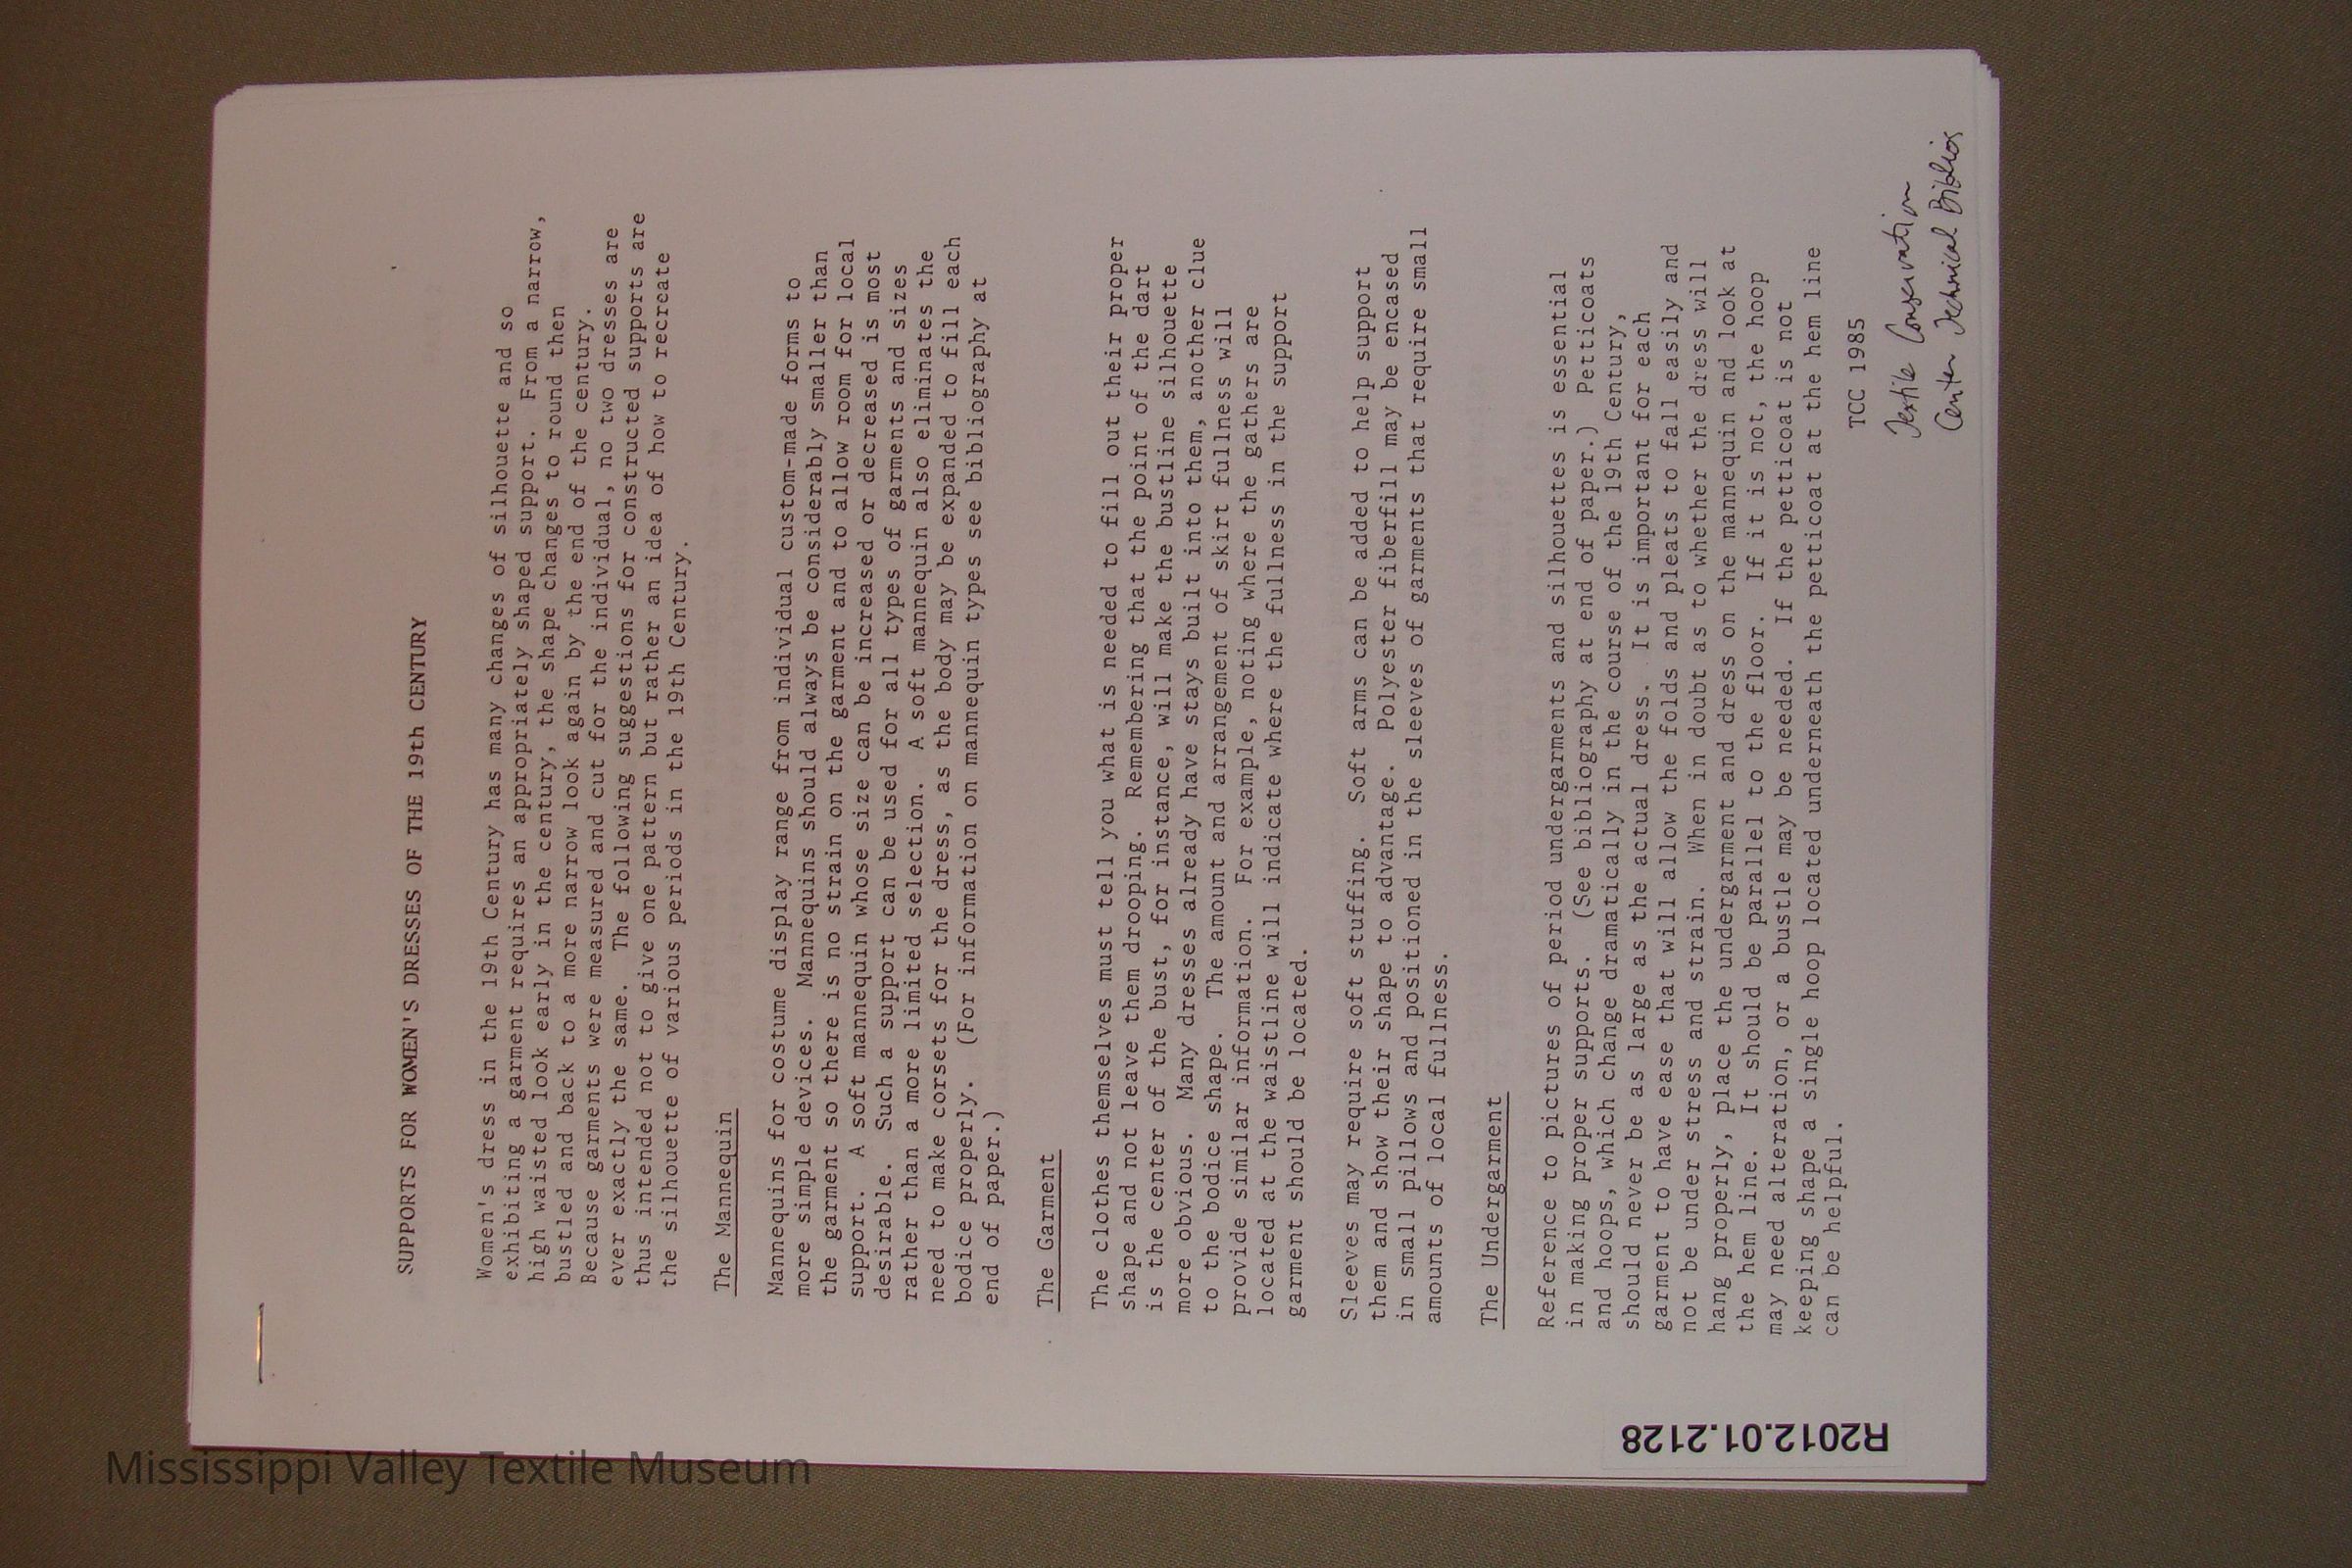 SUPPORTS FOR WOMEN'S DRESSES OF THE 19th CENTURY
Women's dress in the 19th Century has many changes of silhouette and so
exhibiting a garment requires an appropriately shaped support. From a narrow,
high waisted look early in the century, the shape changes to round then
bustled and back to a more narrow look again by the end of the century.
Because garments were measured and cut for the individual, no two dresses are
ever exactly the same. The following suggestions for constructed supports are
thus intended not to give one pattern but rather an idea of how to recreate
the silhouette of various periods in the 19th Century.
The Mannequin
Mannequins for costume display range from individual custom-made forms to
more simple devices. Mannequins should always be considerably smaller than
the garment so there is no strain on the garment and to allow room for local
support. A soft mannequin whose size can be increased or decreased is most
desirable. Such a support can be used for all types of garments and sizes
rather than a more limited selection. A soft mannequin also eliminates the
need to make corsets for the dress, as the body may be expanded to fill each
bodice properly. (For information on mannequin types see bibliography at
end of paper.)
The Garment
The clothes themselves must tell you what is needed to fill out their proper
shape and not leave them drooping. Remembering that the point of the dart
is the center of the bust, for instance, will make the bustline silhouette
more obvious. Many dresses already have stays built into them, another clue
to the bodice shape. The amount and arrangement of skirt fullness will
provide similar information. For example, noting where the gathers are
located at the waistline will indicate where the fullness in the support
garment should be located.
Sleeves may require soft stuffing. Soft arms can be added to help support
them and show their shape to advantage. Polyester fiberfill may be encased
in small pillows and positioned in the sleeves of garments that require small
amounts of local fullness.
The Undergarment
Reference to pictures of period undergarments and silhouettes is essential
in making proper supports. (See bibliography at end of paper.) Petticoats
and hoops, which change dramatically in the course of the 19th Century,
should never be as large as the actual dress. It is important for each
garment to have ease that will allow the folds and pleats to fall easily and
not be under stress and strain. When in doubt as to whether the dress will
hang properly, place the undergarment and dress on the mannequin and look at
the hem line. It should be parallel to the floor. If it is not, the hoop
may need alteration, or a bustle may be needed. If the petticoat is not
keeping shape a single hoop located underneath the petticoat at the hem line
can be helpful.
TCC 1985
Textile Conservation
Center Technical Biblios
R2012.01.2128
Mississippi Valley Textile Museum